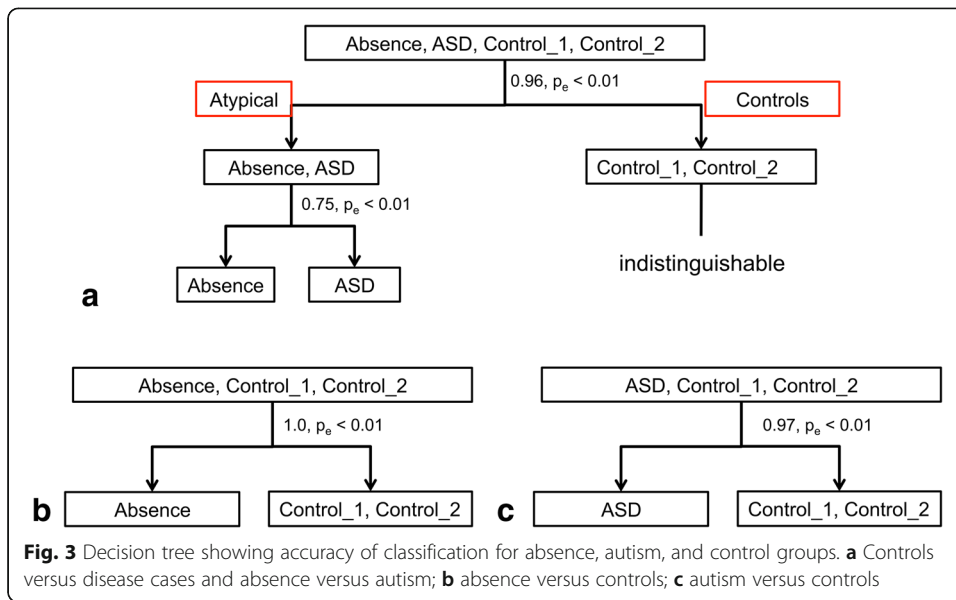 Absence, ASD, Control_1, Control_2
0.96, pₑ < 0.01
Atypical
Controls
Absence, ASD
Control_1, Control_2
0.75, pₑ < 0.01
indistinguishable
Absence
ASD
a
Absence, Control_1, Control_2
1.0, pₑ < 0.01
b
Absence
Control_1, Control_2
ASD, Control_1, Control_2
0.97, pₑ < 0.01
c
ASD
Control_1, Control_2
Fig. 3 Decision tree showing accuracy of classification for absence, autism, and control groups. a Controls
versus disease cases and absence versus autism; b absence versus controls; c autism versus controls